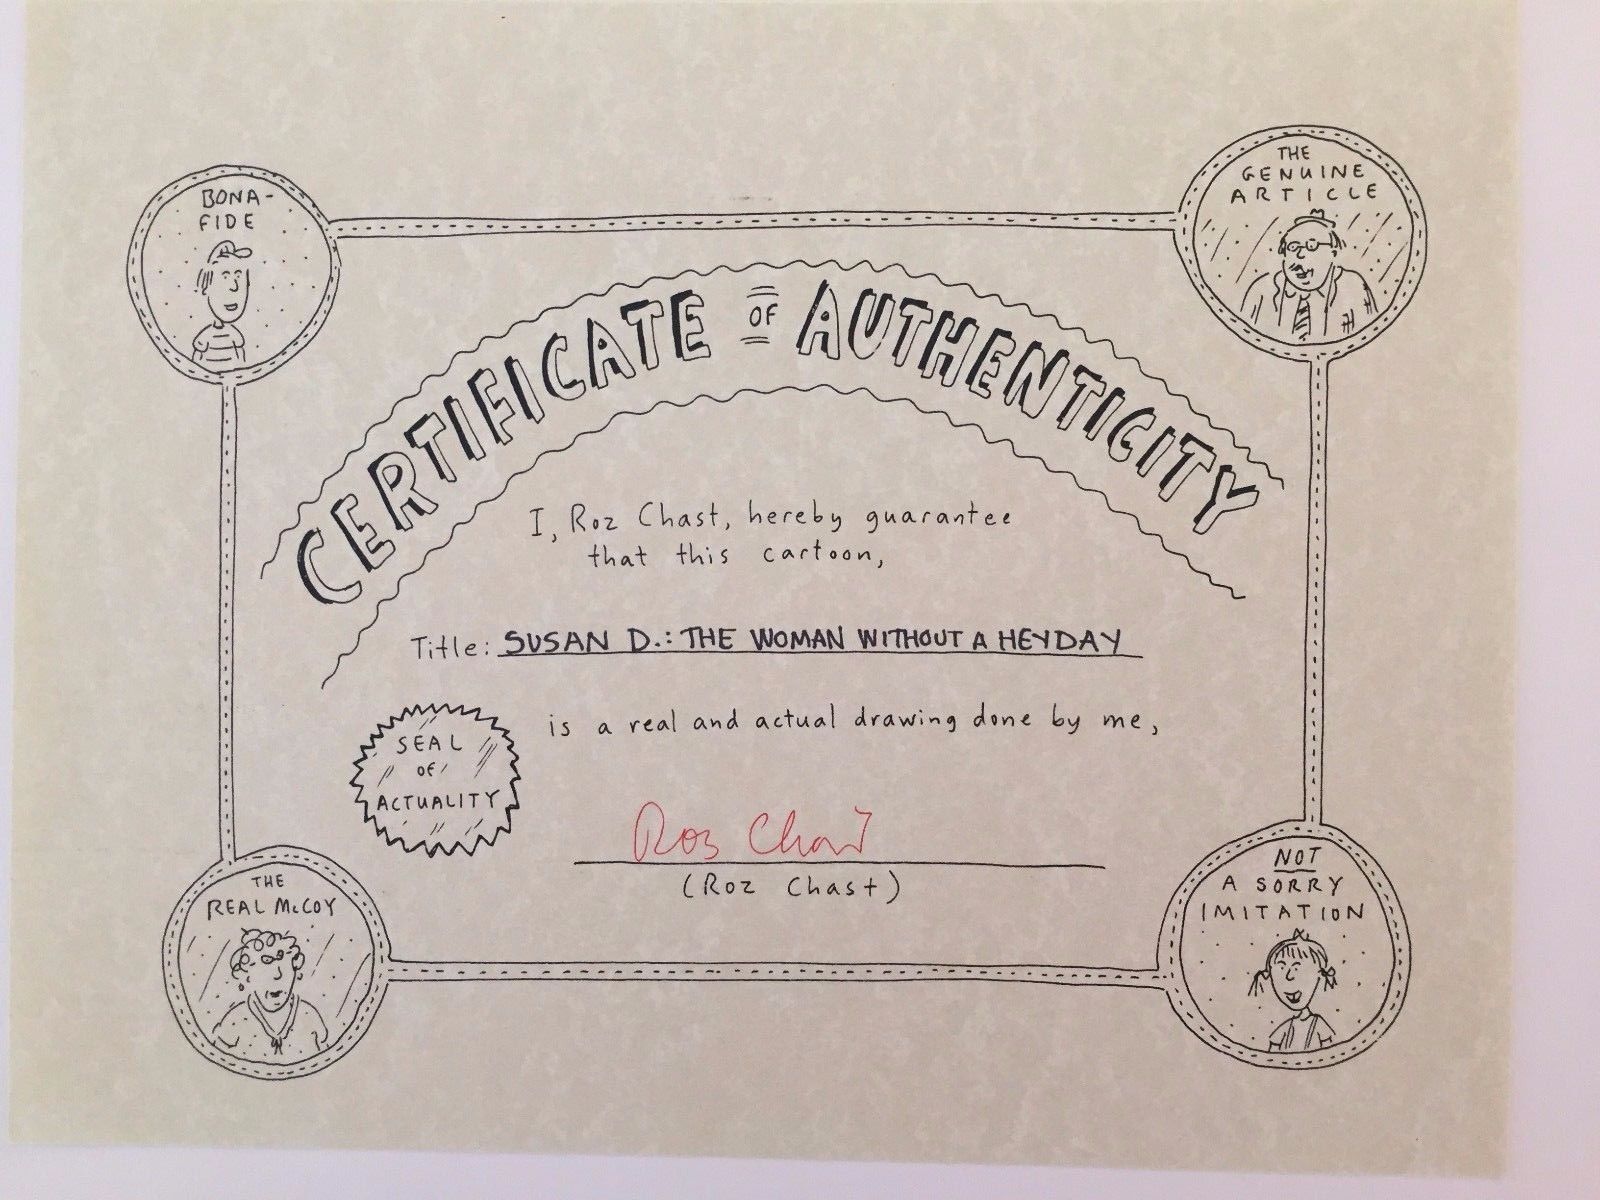 BONA-
FIDE
THE
GENUINE
ARTICLE
CERTIFICATE OF AUTHENTICITY
I, Roz Chast, hereby guarantee
that this cartoon,
Title: SUSAN D.: THE WOMAN WITHOUT A HEYDAY
is a real and actual drawing done by me,
SEAL
OF
ACTUALITY
Roz Chast
(Roz Chast)
THE
REAL McCOY
NOT
A SORRY
IMITATION